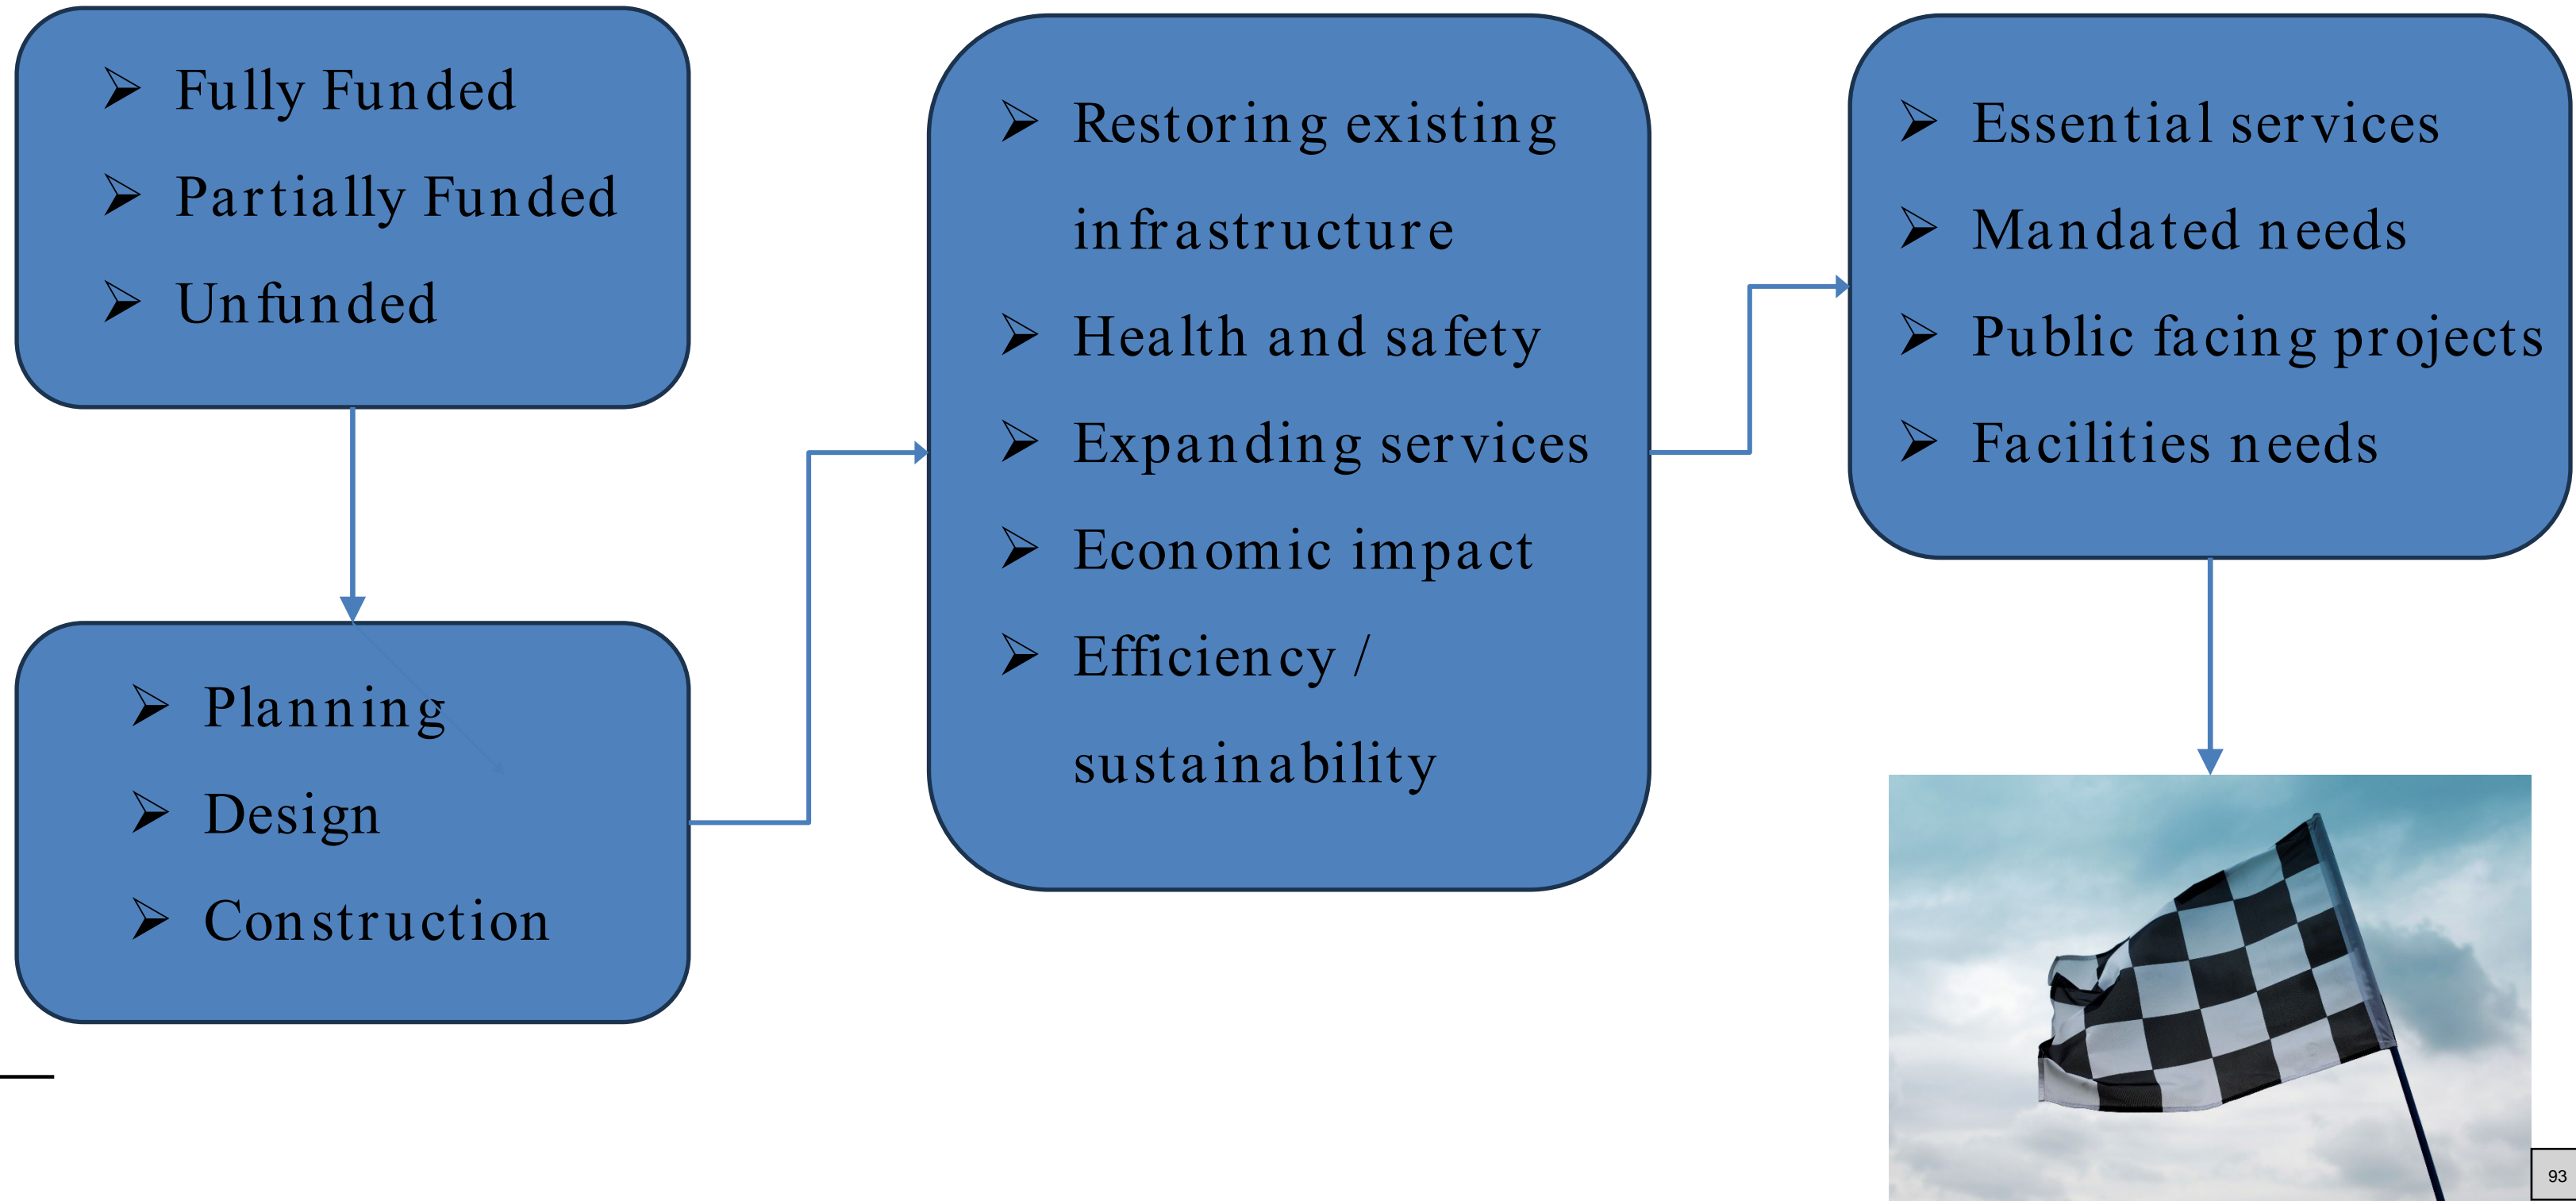 ➢ Fully Funded
➢ Partially Funded
➢ Unfunded
➢ Planning
➢ Design
➢ Construction
➢ Restoring existing
infrastructure
➢ Health and safety
➢ Expanding services
➢ Economic impact
➢ Efficiency /
sustainability
➢ Essential services
➢ Mandated needs
➢ Public facing projects
➢ Facilities needs
93